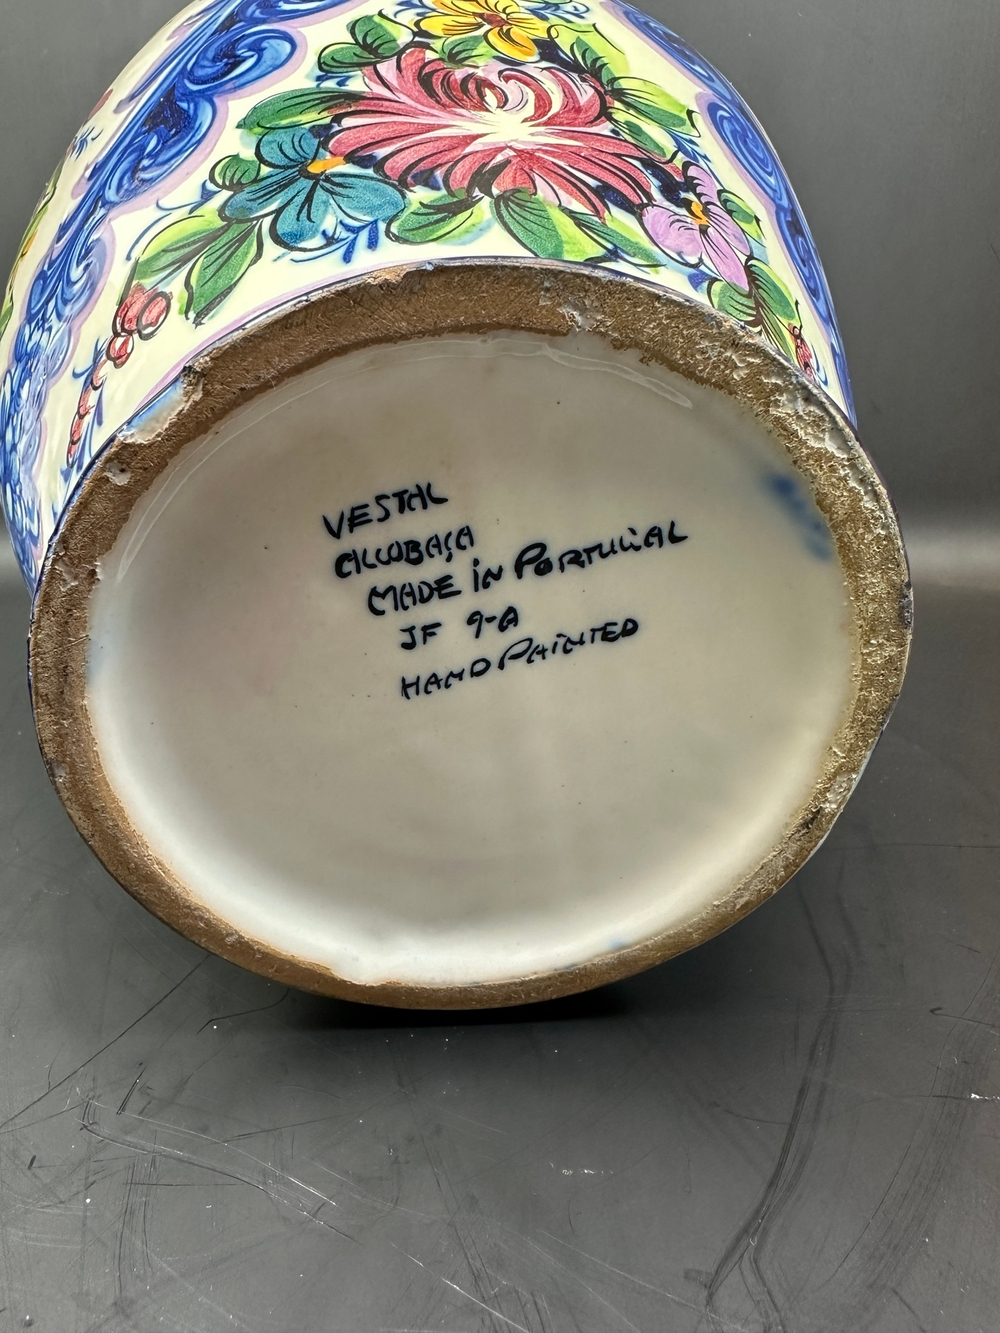 VESTAL
ALCOBAÇA
MADE iN PORTUGAL
JF 9-A
HAND PAiNTED